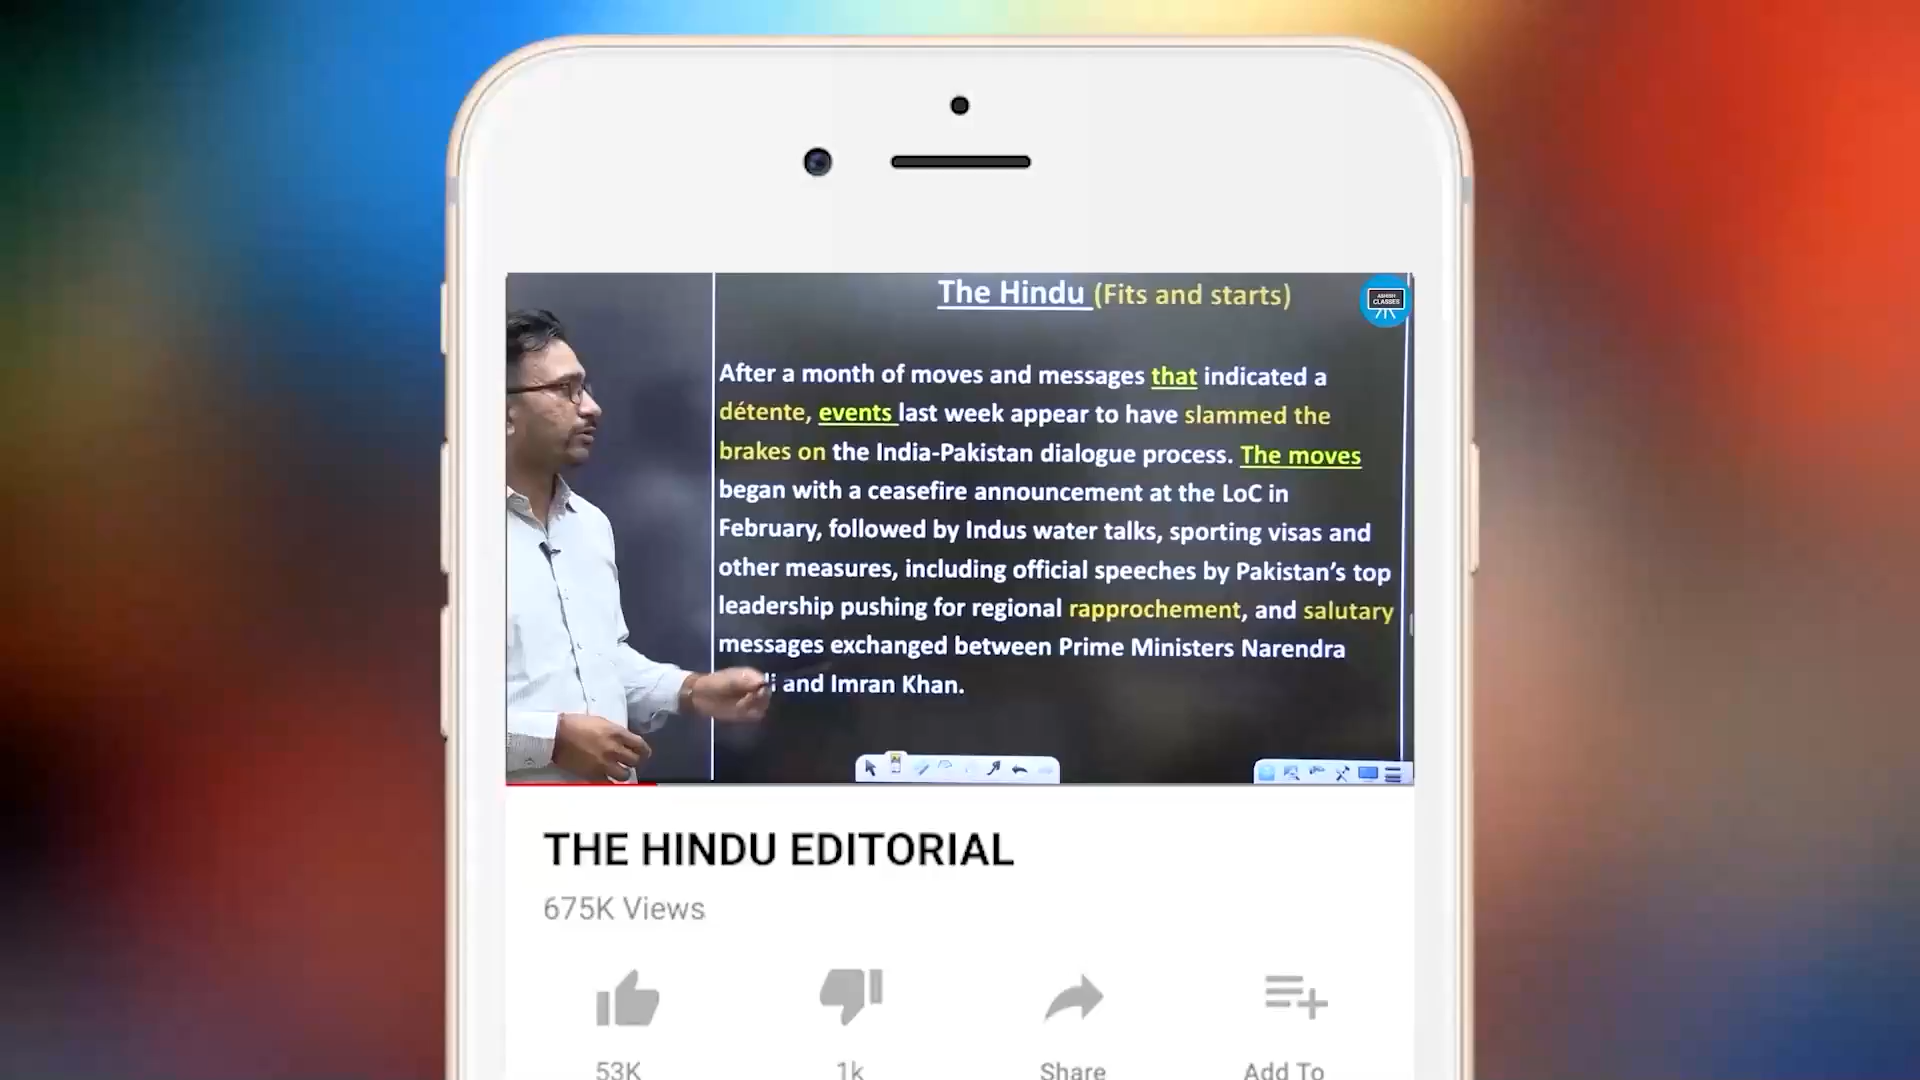 The Hindu (Fits and starts)
ASHISH
CLASSES
After a month of moves and messages that indicated a
détente, events last week appear to have slammed the
brakes on the India-Pakistan dialogue process. The moves
began with a ceasefire announcement at the LoC in
February, followed by Indus water talks, sporting visas and
other measures, including official speeches by Pakistan's top
leadership pushing for regional rapprochement, and salutary
messages exchanged between Prime Ministers Narendra
and Imran Khan.
THE HINDU EDITORIAL
675K Views
53K
1k
Share
Add To